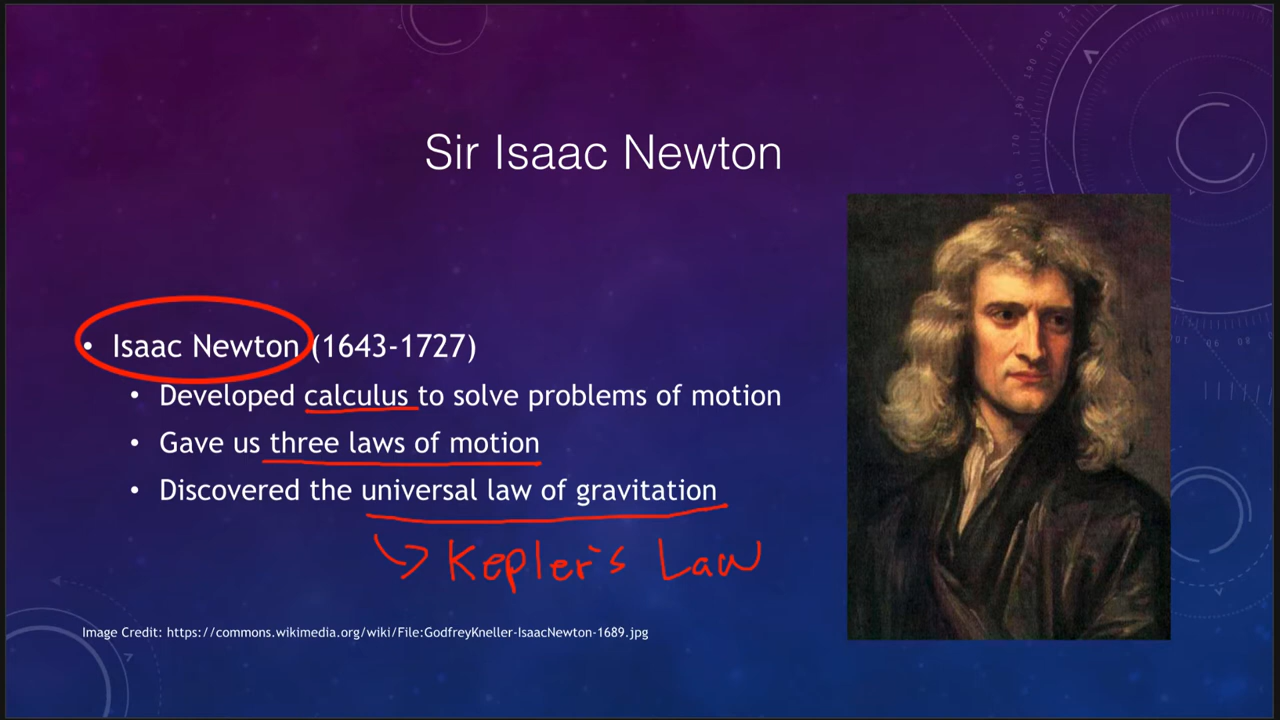 Sir Isaac Newton
• Isaac Newton (1643-1727)
• Developed calculus to solve problems of motion
• Gave us three laws of motion
• Discovered the universal law of gravitation
Kepler's Law
Image Credit: https://commons.wikimedia.org/wiki/File:GodfreyKneller-IsaacNewton-1689.jpg